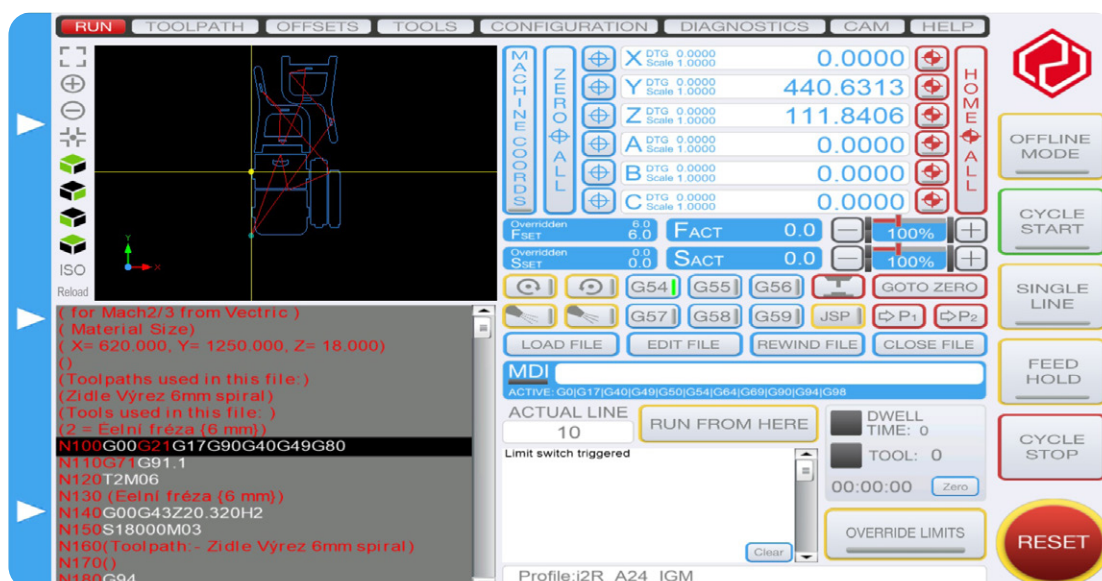 RUN TOOLPATH OFFSETS TOOLS CONFIGURATION DIAGNOSTICS CAM HELP
ISO
Reload
Y
X
( for Mach2/3 from Vectric )
( Material Size)
( X= 620.000, Y= 1250.000, Z= 18.000)
()
(Toolpaths used in this file:)
(Zidle Výrez 6mm spiral)
(Tools used in this file: )
(2 = Éelní fréza {6 mm})
N100G00G21G17G90G40G49G80
N110G71G91.1
N120T2M06
N130 (Éelní fréza {6 mm})
N140G00G43Z20.320H2
N150S18000M03
N160(Toolpath:- Zidle Výrez 6mm spiral)
N170()
N180G94
MACHINE COORDS
ZERO ALL
X DTG 0.0000 Scale 1.0000 0.0000
Y DTG 0.0000 Scale 1.0000 440.6313
Z DTG 0.0000 Scale 1.0000 111.8406
A DTG 0.0000 Scale 1.0000 0.0000
B DTG 0.0000 Scale 1.0000 0.0000
C DTG 0.0000 Scale 1.0000 0.0000
HOME ALL
Overridden 6.0
FSET 6.0 FACT 0.0 100%
Overridden 0.0
SSET 0.0 SACT 0.0 100%
G54 G55 G56 GOTO ZERO
G57 G58 G59 JSP P1 P2
LOAD FILE EDIT FILE REWIND FILE CLOSE FILE
MDI
ACTIVE: G0|G17|G40|G49|G50|G54|G64|G69|G90|G94|G98
ACTUAL LINE
10
RUN FROM HERE
Limit switch triggered
Clear
DWELL
TIME: 0
TOOL: 0
00:00:00 Zero
OVERRIDE LIMITS
Profile:i2R_A24_IGM
OFFLINE
MODE
CYCLE
START
SINGLE
LINE
FEED
HOLD
CYCLE
STOP
RESET